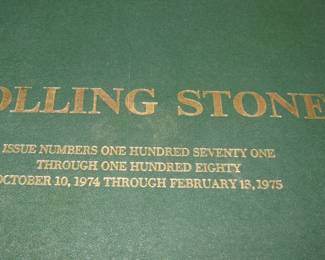 OLLING STONE
ISSUE NUMBERS ONE HUNDRED SEVENTY ONE
THROUGH ONE HUNDRED EIGHTY
OCTOBER 10, 1974 THROUGH FEBRUARY 13, 1975